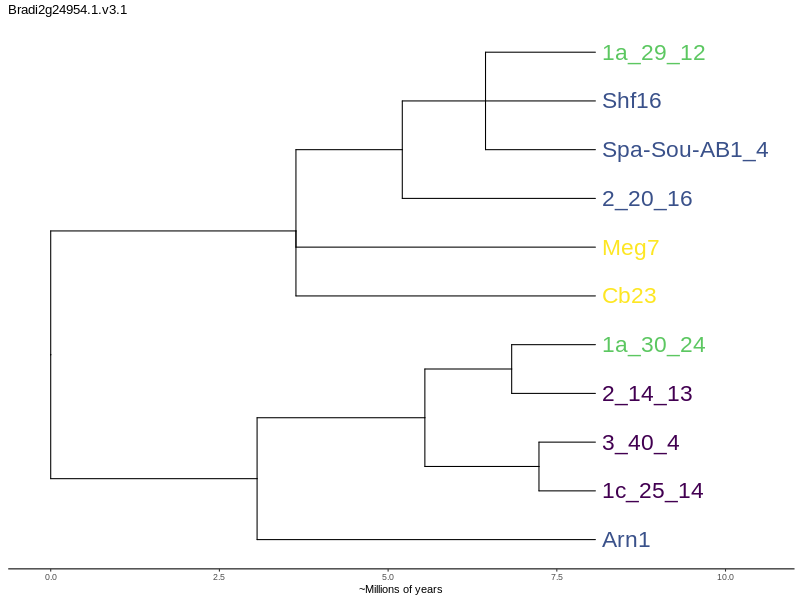 Bradi2g24954.1.v3.1
1a_29_12
Shf16
Spa-Sou-AB1_4
2_20_16
Meg7
Cb23
1a_30_24
2_14_13
3_40_4
1c_25_14
Arn1
0.0 2.5 5.0 7.5 10.0
~Millions of years